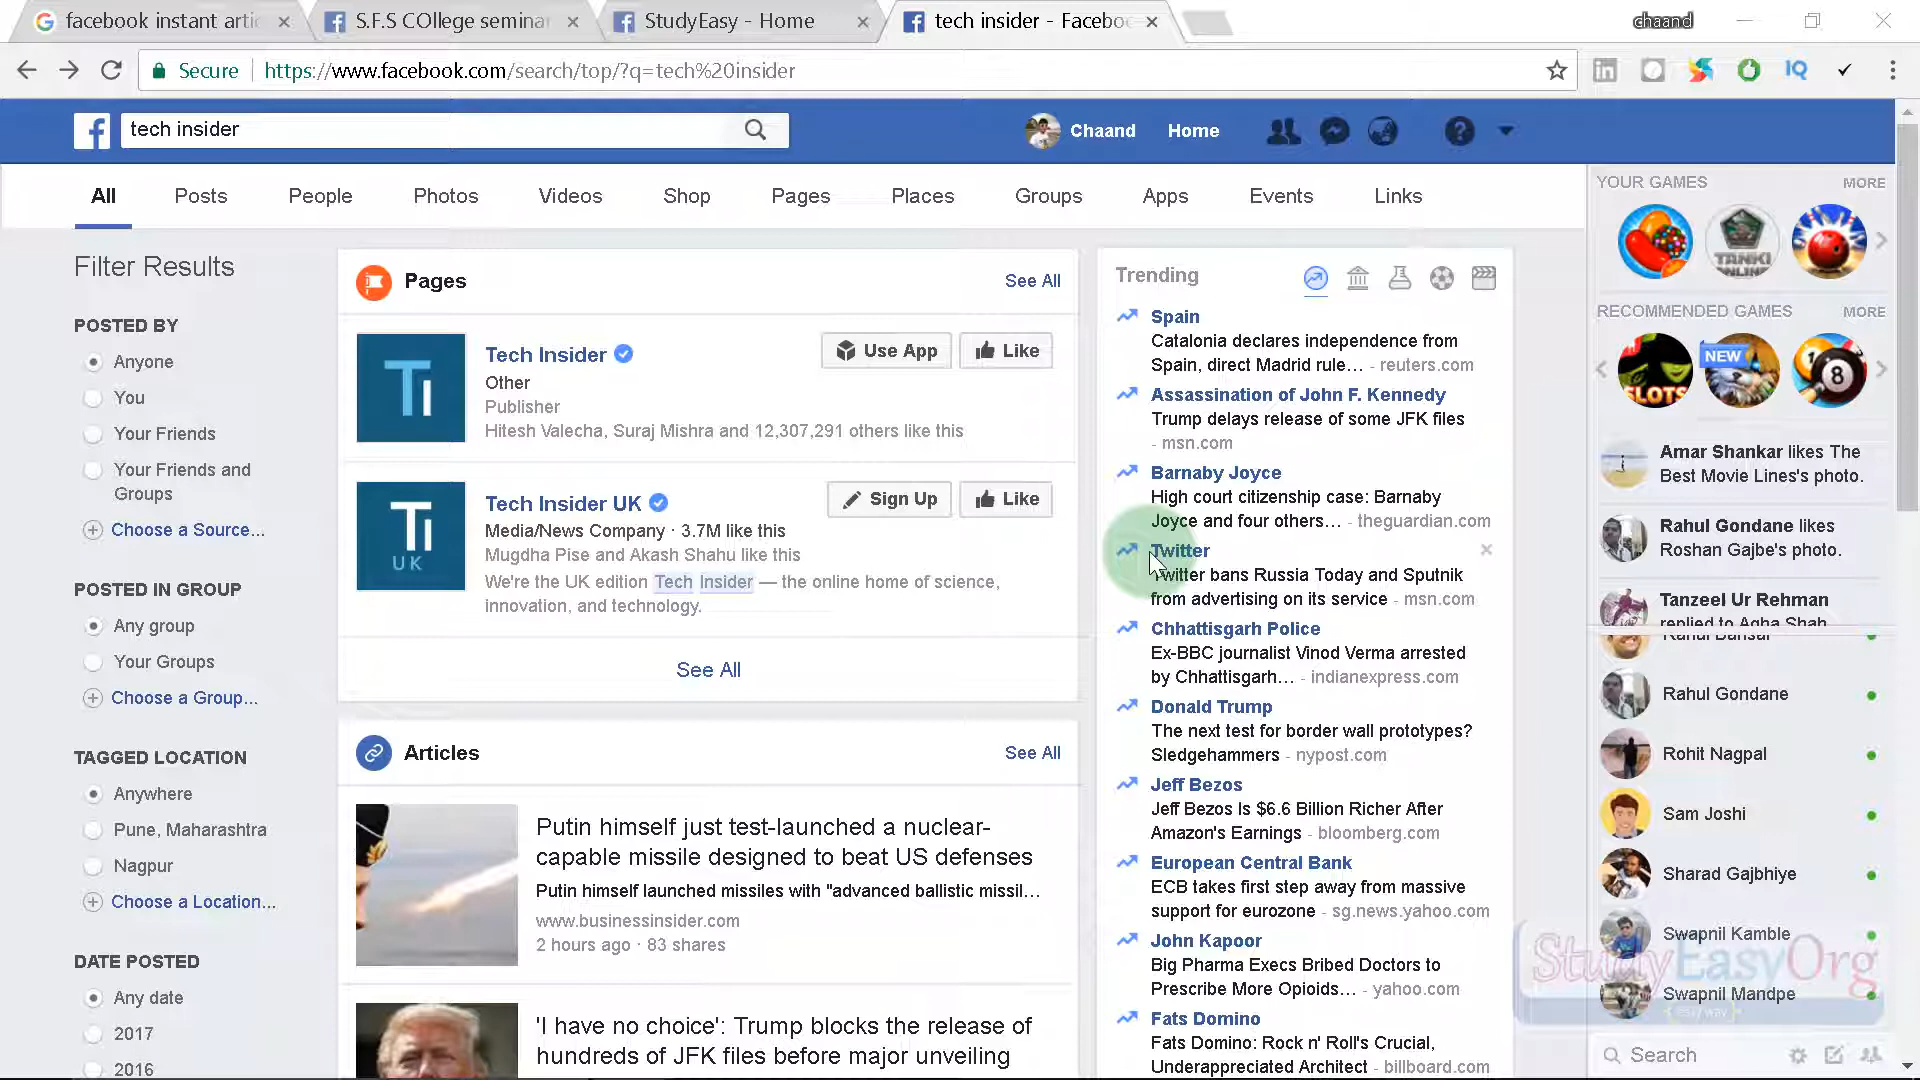 facebook instant artic
S.F.S COllege seminar
StudyEasy - Home
tech insider - Faceboo
chaand
Secure
https://www.facebook.com/search/top/?q=tech%20insider
tech insider
Chaand
Home
All
Posts
People
Photos
Videos
Shop
Pages
Places
Groups
Apps
Events
Links
Filter Results
POSTED BY
Anyone
You
Your Friends
Your Friends and
Groups
Choose a Source...
POSTED IN GROUP
Any group
Your Groups
Choose a Group...
TAGGED LOCATION
Anywhere
Pune, Maharashtra
Nagpur
Choose a Location...
DATE POSTED
Any date
2017
2016
Pages
See All
TI
Tech Insider
Use App
Like
Other
Publisher
Hitesh Valecha, Suraj Mishra and 12,307,291 others like this
TI
UK
Tech Insider UK
Sign Up
Like
Media/News Company · 3.7M like this
Mugdha Pise and Akash Shahu like this
We're the UK edition Tech Insider — the online home of science,
innovation, and technology.
See All
Articles
See All
Putin himself just test-launched a nuclear-
capable missile designed to beat US defenses
Putin himself launched missiles with "advanced ballistic missil...
www.businessinsider.com
2 hours ago · 83 shares
'I have no choice': Trump blocks the release of
hundreds of JFK files before major unveiling
Trending
Spain
Catalonia declares independence from
Spain, direct Madrid rule... - reuters.com
Assassination of John F. Kennedy
Trump delays release of some JFK files
- msn.com
Barnaby Joyce
High court citizenship case: Barnaby
Joyce and four others... - theguardian.com
Twitter
Twitter bans Russia Today and Sputnik
from advertising on its service - msn.com
Chhattisgarh Police
Ex-BBC journalist Vinod Verma arrested
by Chhattisgarh... - indianexpress.com
Donald Trump
The next test for border wall prototypes?
Sledgehammers - nypost.com
Jeff Bezos
Jeff Bezos Is $6.6 Billion Richer After
Amazon's Earnings - bloomberg.com
European Central Bank
ECB takes first step away from massive
support for eurozone - sg.news.yahoo.com
John Kapoor
Big Pharma Execs Bribed Doctors to
Prescribe More Opioids... - yahoo.com
Fats Domino
Fats Domino: Rock n' Roll's Crucial,
Underappreciated Architect - billboard.com
YOUR GAMES
MORE
TANKI
ONLINE
RECOMMENDED GAMES
MORE
SLOTS
NEW
8
Amar Shankar likes The
Best Movie Lines's photo.
Rahul Gondane likes
Roshan Gajbe's photo.
Tanzeel Ur Rehman
replied to Agha Shah
Rahul Bansal
Rahul Gondane
Rohit Nagpal
Sam Joshi
Sharad Gajbhiye
Swapnil Kamble
StudyEasyOrg
Swapnil Mandpe
Search